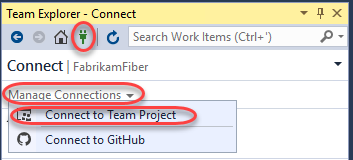 Team Explorer - Connect
Search Work Items (Ctrl+')
Connect | FabrikamFiber
Manage Connections
Connect to Team Project
Connect to GitHub